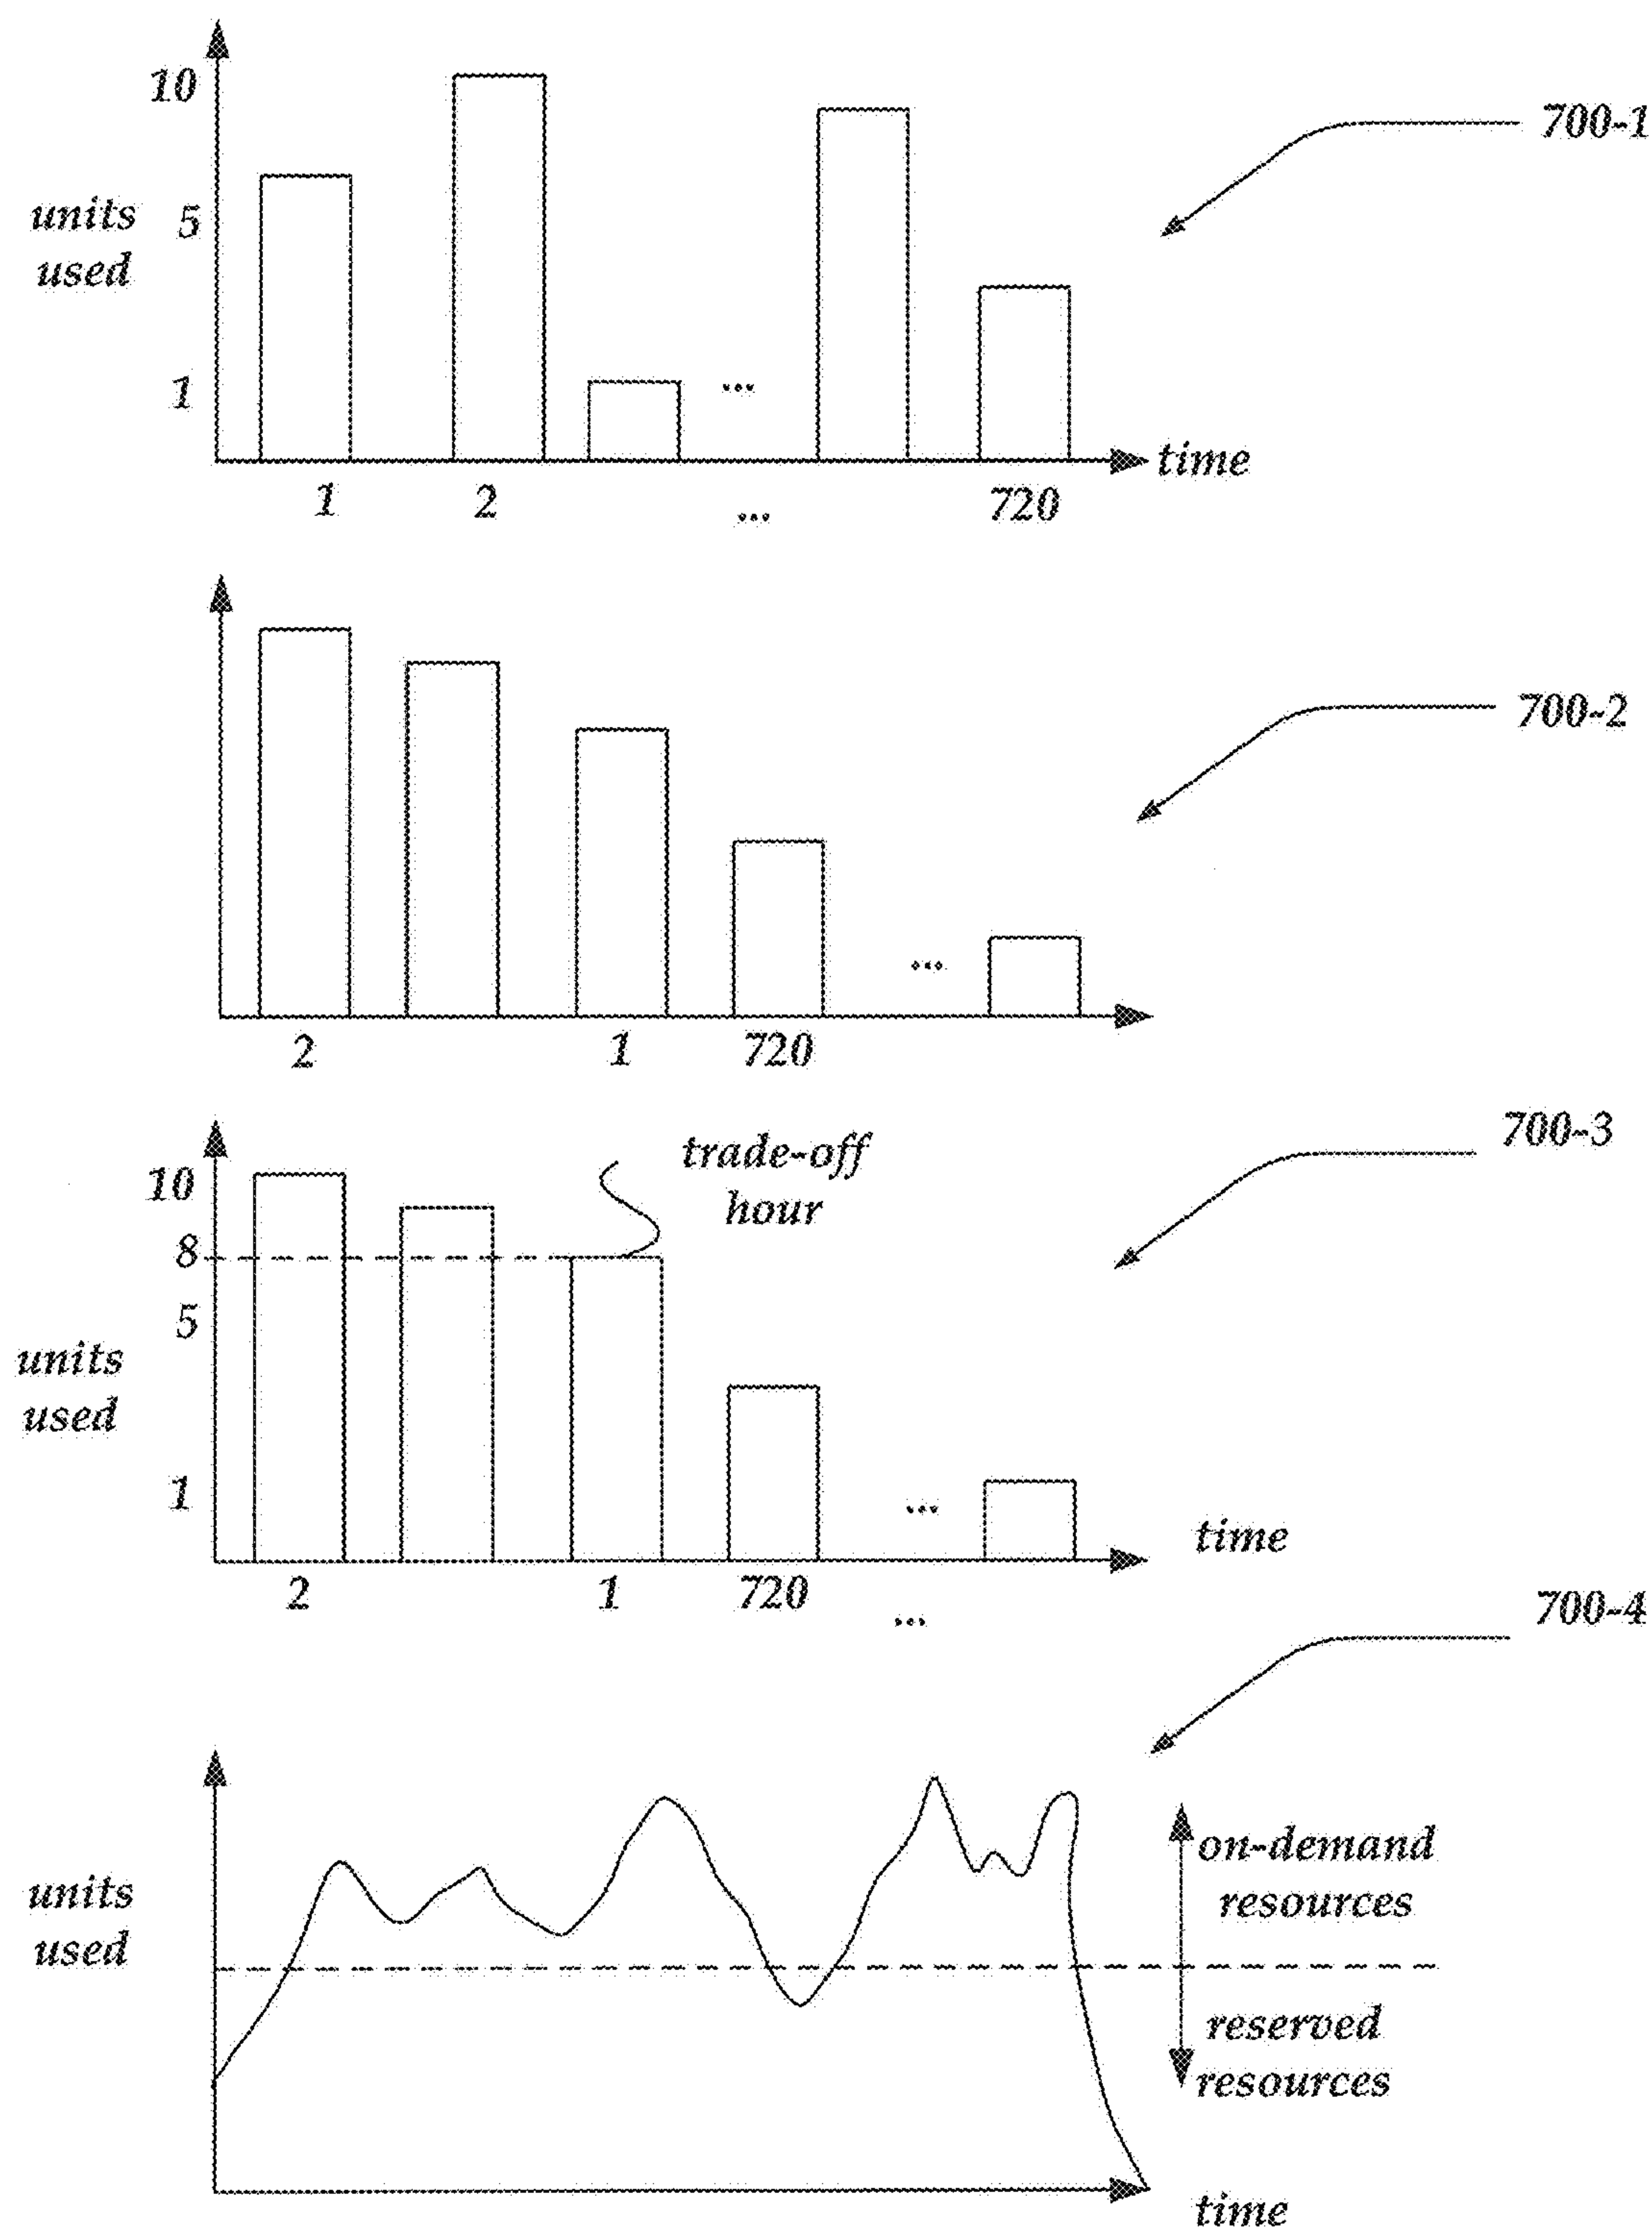 10
700-1
units
used
5
1
...
time
1
2
...
720
700-2
...
2
1
720
700-3
trade-off
hour
10
8
5
units
used
1
...
time
2
1
720
...
700-4
on-demand
resources
units
used
reserved
resources
time